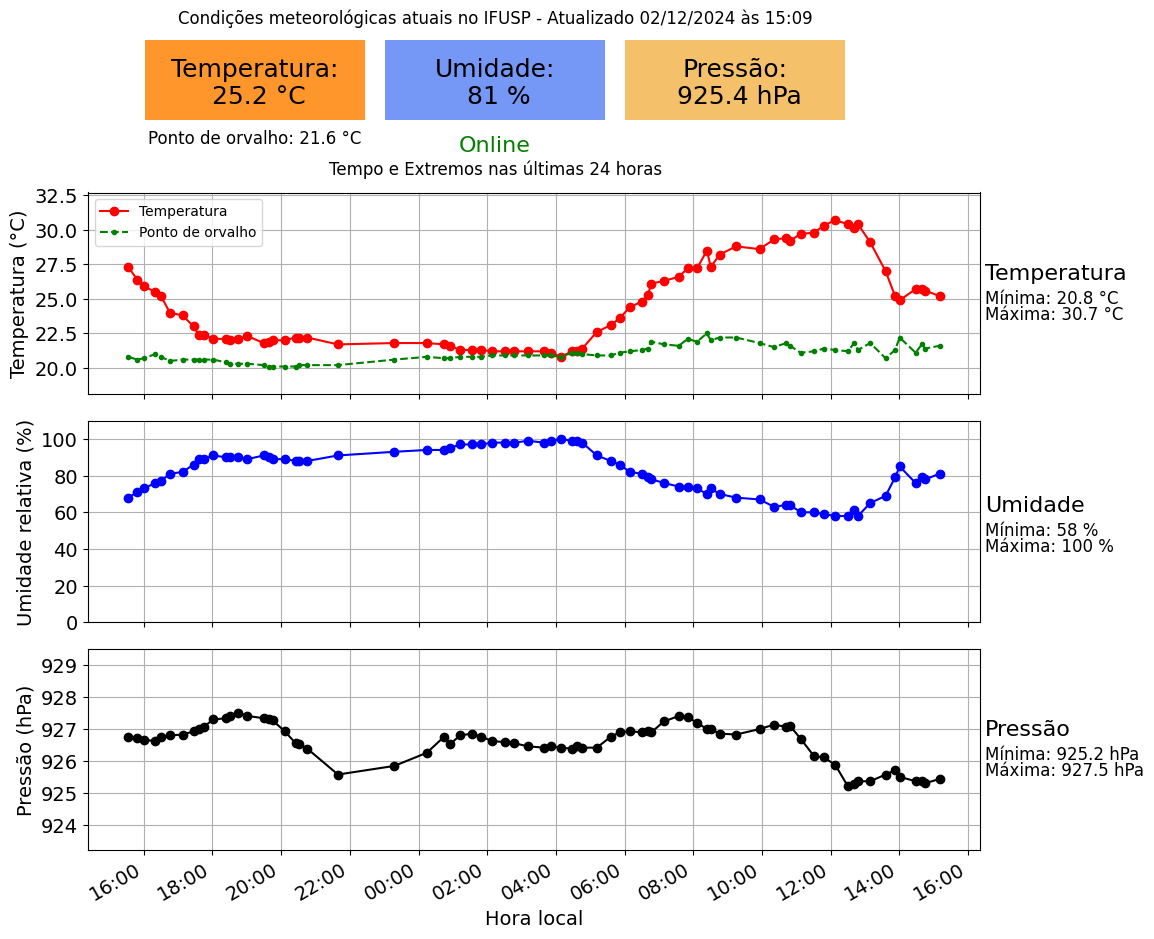 Condições meteorológicas atuais no IFUSP - Atualizado 02/12/2024 às 15:09
Temperatura:
25.2 °C
Umidade:
81 %
Pressão:
925.4 hPa
Ponto de orvalho: 21.6 °C
Online
Tempo e Extremos nas últimas 24 horas
Temperatura (°C)
32.5
30.0
27.5
25.0
22.5
20.0
Temperatura
Ponto de orvalho
Temperatura
Mínima: 20.8 °C
Máxima: 30.7 °C
Umidade relativa (%)
100
80
60
40
20
0
Umidade
Mínima: 58 %
Máxima: 100 %
Pressão (hPa)
929
928
927
926
925
924
Pressão
Mínima: 925.2 hPa
Máxima: 927.5 hPa
16:00 18:00 20:00 22:00 00:00 02:00 04:00 06:00 08:00 10:00 12:00 14:00 16:00
Hora local